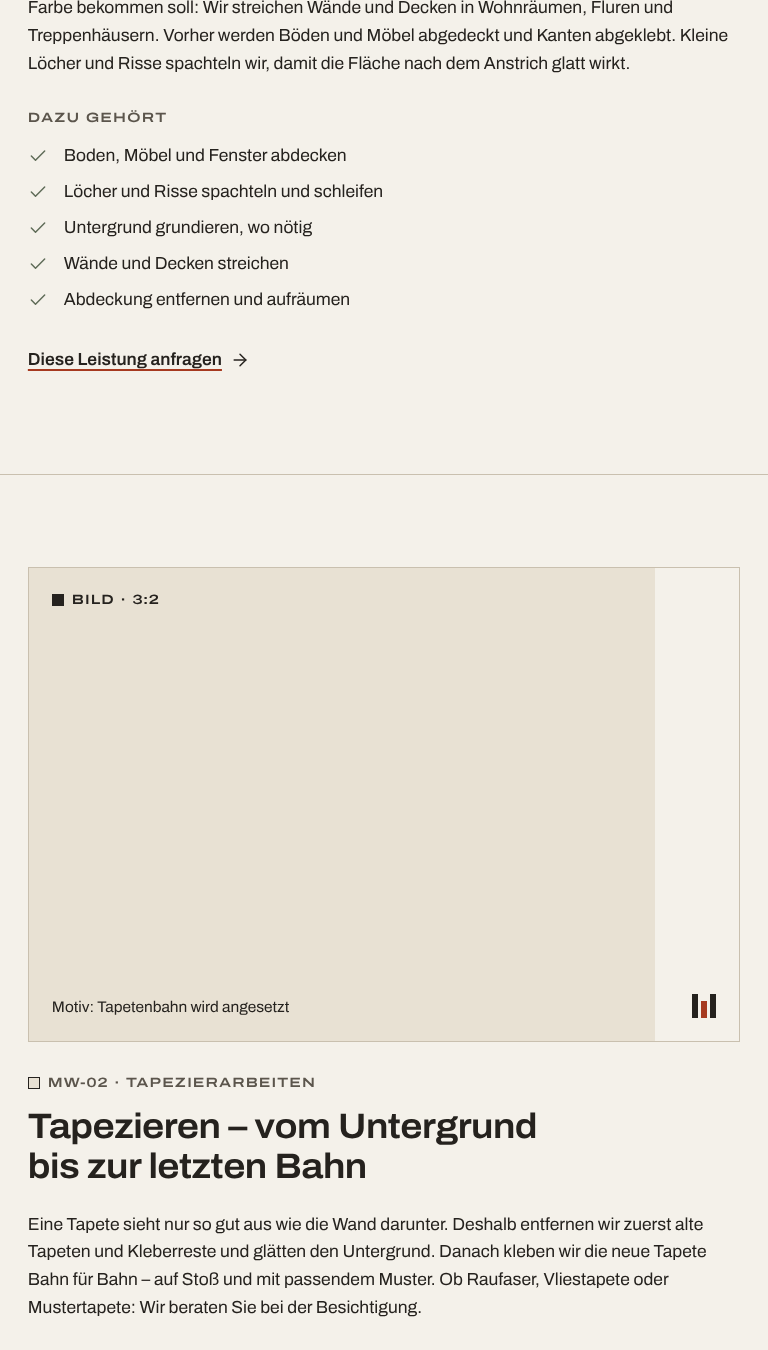 Farbe bekommen soll: Wir streichen Wände und Decken in Wohnräumen, Fluren und
Treppenhäusern. Vorher werden Böden und Möbel abgedeckt und Kanten abgeklebt. Kleine
Löcher und Risse spachteln wir, damit die Fläche nach dem Anstrich glatt wirkt.
DAZU GEHÖRT
Boden, Möbel und Fenster abdecken
Löcher und Risse spachteln und schleifen
Untergrund grundieren, wo nötig
Wände und Decken streichen
Abdeckung entfernen und aufräumen
Diese Leistung anfragen
BILD · 3:2
Motiv: Tapetenbahn wird angesetzt
MW-02 · TAPEZIERARBEITEN
Tapezieren – vom Untergrund
bis zur letzten Bahn
Eine Tapete sieht nur so gut aus wie die Wand darunter. Deshalb entfernen wir zuerst alte
Tapeten und Kleberreste und glätten den Untergrund. Danach kleben wir die neue Tapete
Bahn für Bahn – auf Stoß und mit passendem Muster. Ob Raufaser, Vliestapete oder
Mustertapete: Wir beraten Sie bei der Besichtigung.